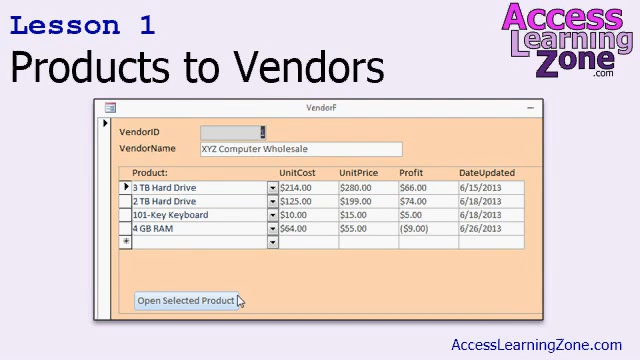 Lesson 1
Products to Vendors
Access
Learning
Zone
.com
VendorF
VendorID
VendorName XYZ Computer Wholesale
Product: UnitCost UnitPrice Profit DateUpdated
3 TB Hard Drive $214.00 $280.00 $66.00 6/15/2013
2 TB Hard Drive $125.00 $199.00 $74.00 6/18/2013
101-Key Keyboard $10.00 $15.00 $5.00 6/18/2013
4 GB RAM $64.00 $55.00 ($9.00) 6/26/2013
Open Selected Product
AccessLearningZone.com